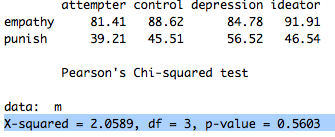 attempter control depression ideator
empathy 81.41 88.62 84.78 91.91
punish 39.21 45.51 56.52 46.54
Pearson's Chi-squared test
data: m
X-squared = 2.0589, df = 3, p-value = 0.5603